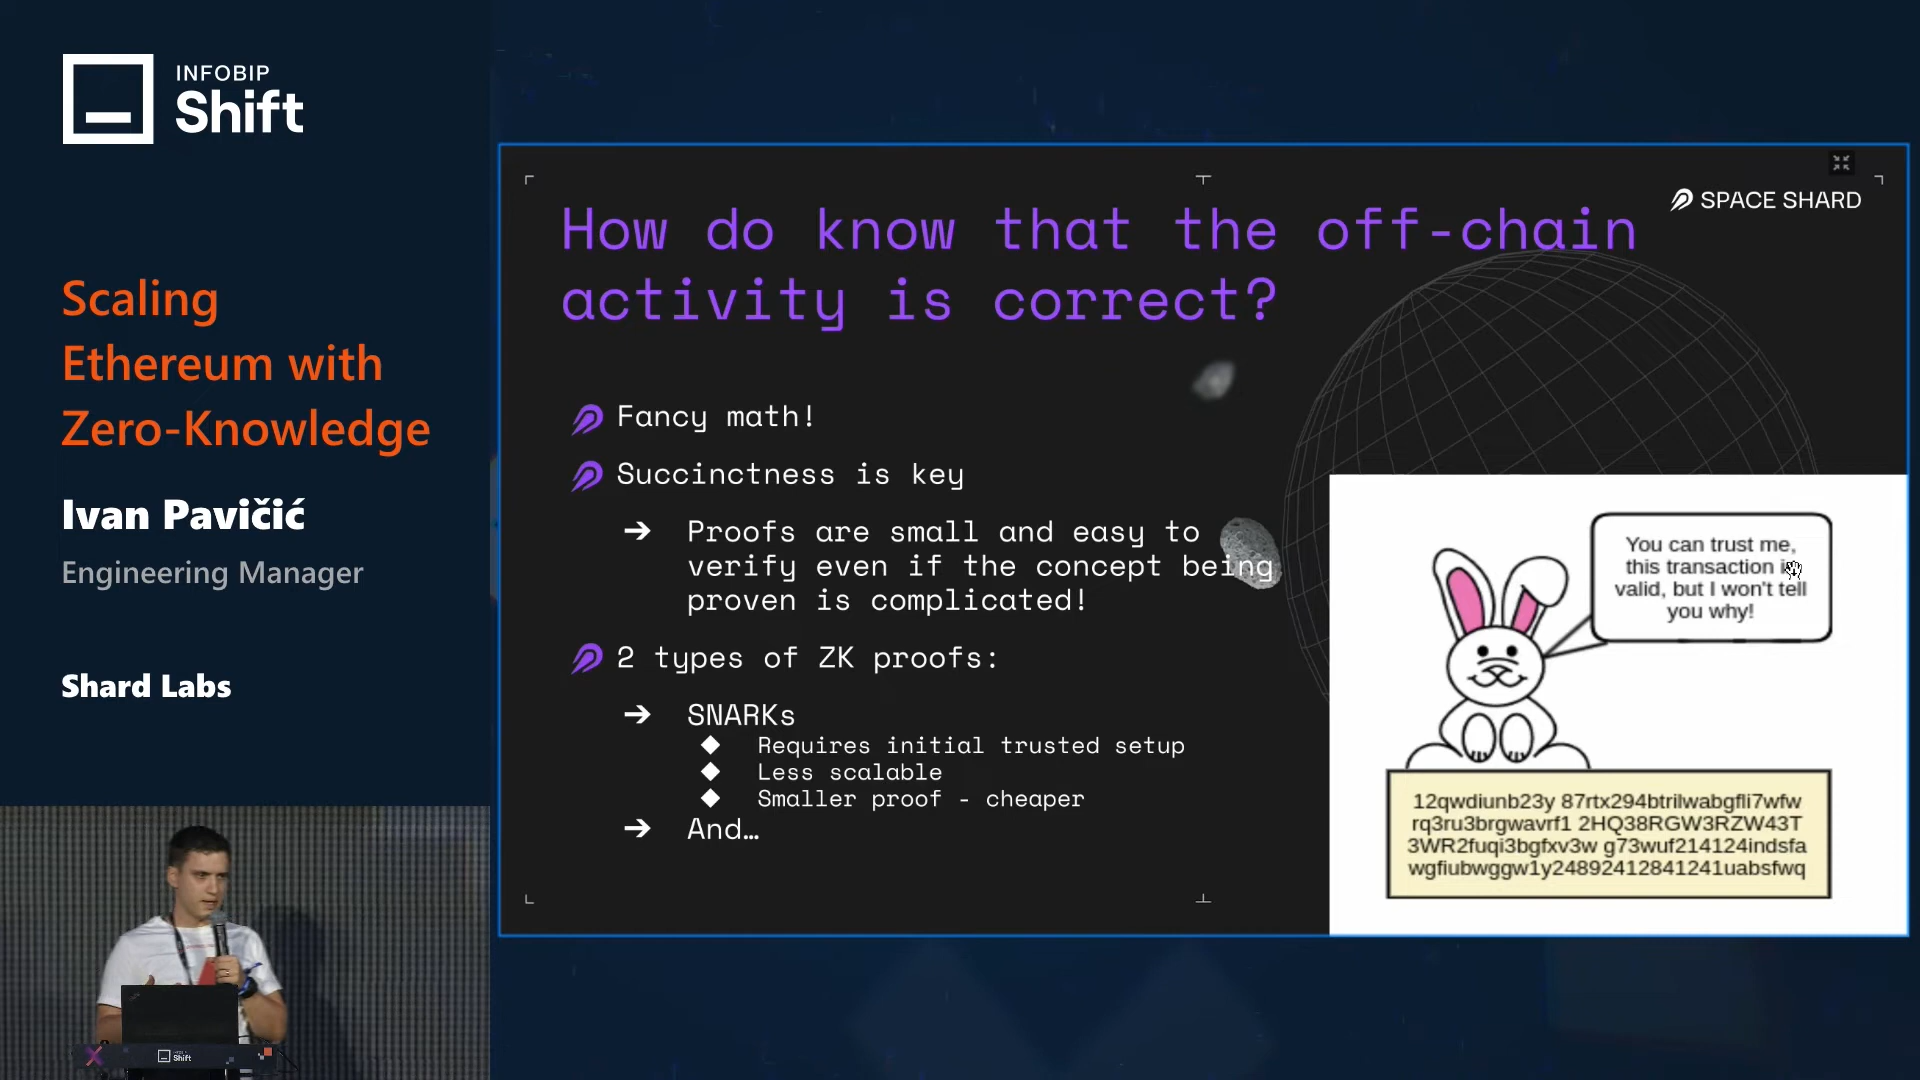 INFOBIP
Shift
Scaling
Ethereum with
Zero-Knowledge
Ivan Pavičić
Engineering Manager
Shard Labs
SPACE SHARD
How do know that the off-chain
activity is correct?
Fancy math!
Succinctness is key
Proofs are small and easy to
verify even if the concept being
proven is complicated!
2 types of ZK proofs:
SNARKs
Requires initial trusted setup
Less scalable
Smaller proof - cheaper
And…
You can trust me,
this transaction is
valid, but I won't tell
you why!
12qwdiunb23y 87rtx294btrilwabgfli7wfw
rq3ru3brgwavrf1 2HQ38RGW3RZW43T
3WR2fuqi3bgfxv3w g73wuf214124indsfa
wgfiubwggw1y24892412841241uabsfwq
Shift